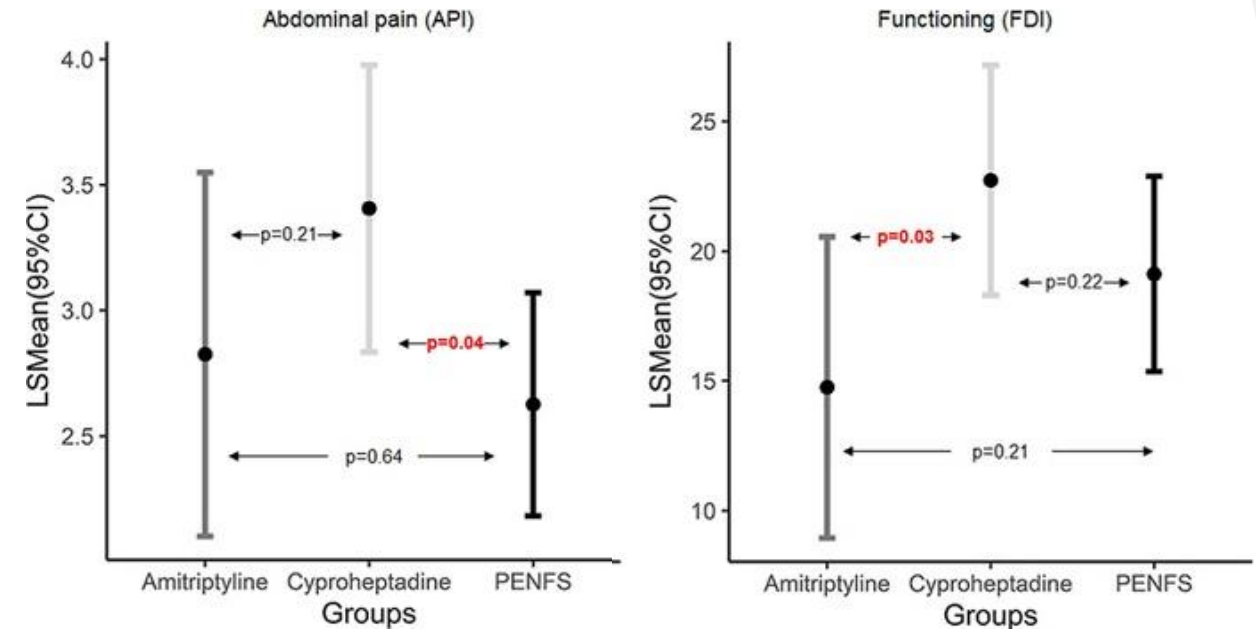 Abdominal pain (API)
LSMean(95%CI)
4.0
3.5
3.0
2.5
p=0.21
p=0.04
p=0.64
Amitriptyline Cyproheptadine PENFS
Groups
Functioning (FDI)
LSMean(95%CI)
25
20
15
10
p=0.03
p=0.22
p=0.21
Amitriptyline Cyproheptadine PENFS
Groups